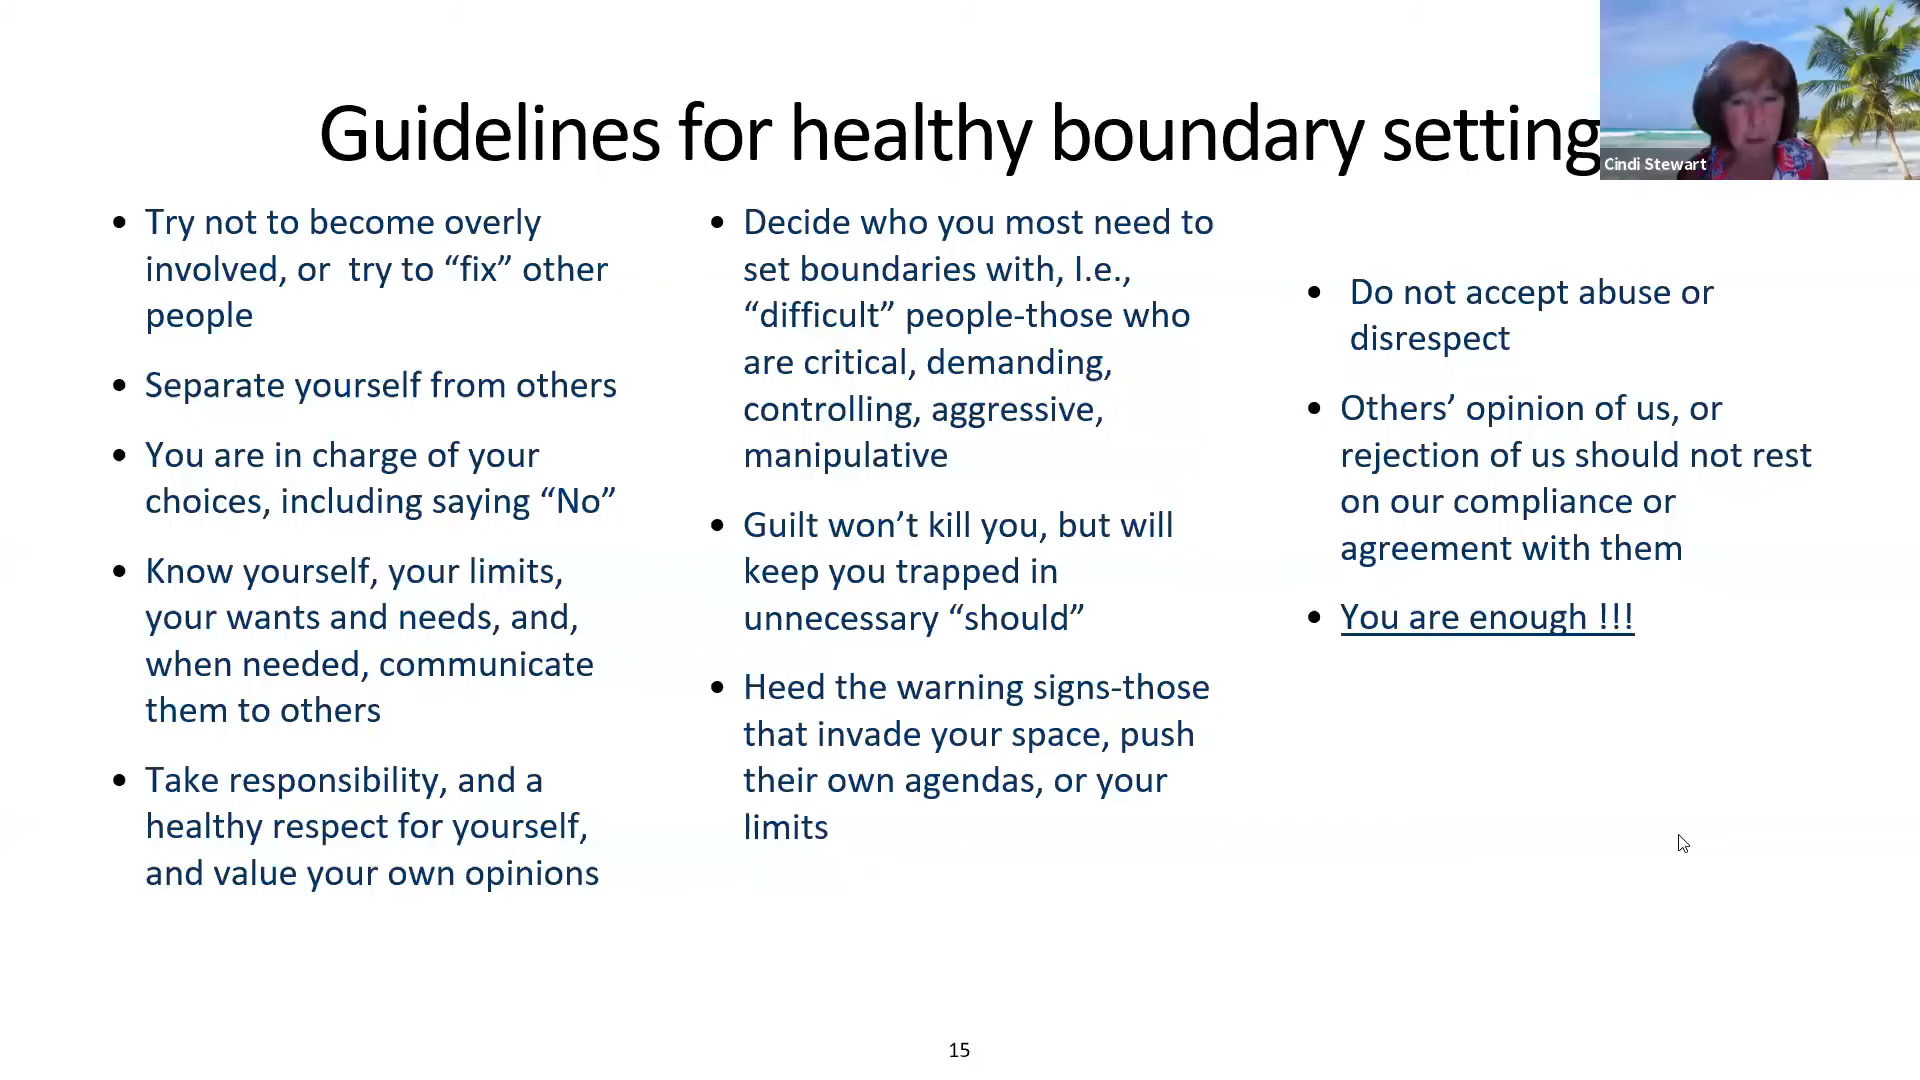 Guidelines for healthy boundary setting
Cindi Stewart
• Try not to become overly
involved, or  try to “fix” other
people
• Separate yourself from others
• You are in charge of your
choices, including saying “No”
• Know yourself, your limits,
your wants and needs, and,
when needed, communicate
them to others
• Take responsibility, and a
healthy respect for yourself,
and value your own opinions
• Decide who you most need to
set boundaries with, I.e.,
“difficult” people-those who
are critical, demanding,
controlling, aggressive,
manipulative
• Guilt won’t kill you, but will
keep you trapped in
unnecessary “should”
• Heed the warning signs-those
that invade your space, push
their own agendas, or your
limits
• Do not accept abuse or
disrespect
• Others’ opinion of us, or
rejection of us should not rest
on our compliance or
agreement with them
• You are enough !!!
15